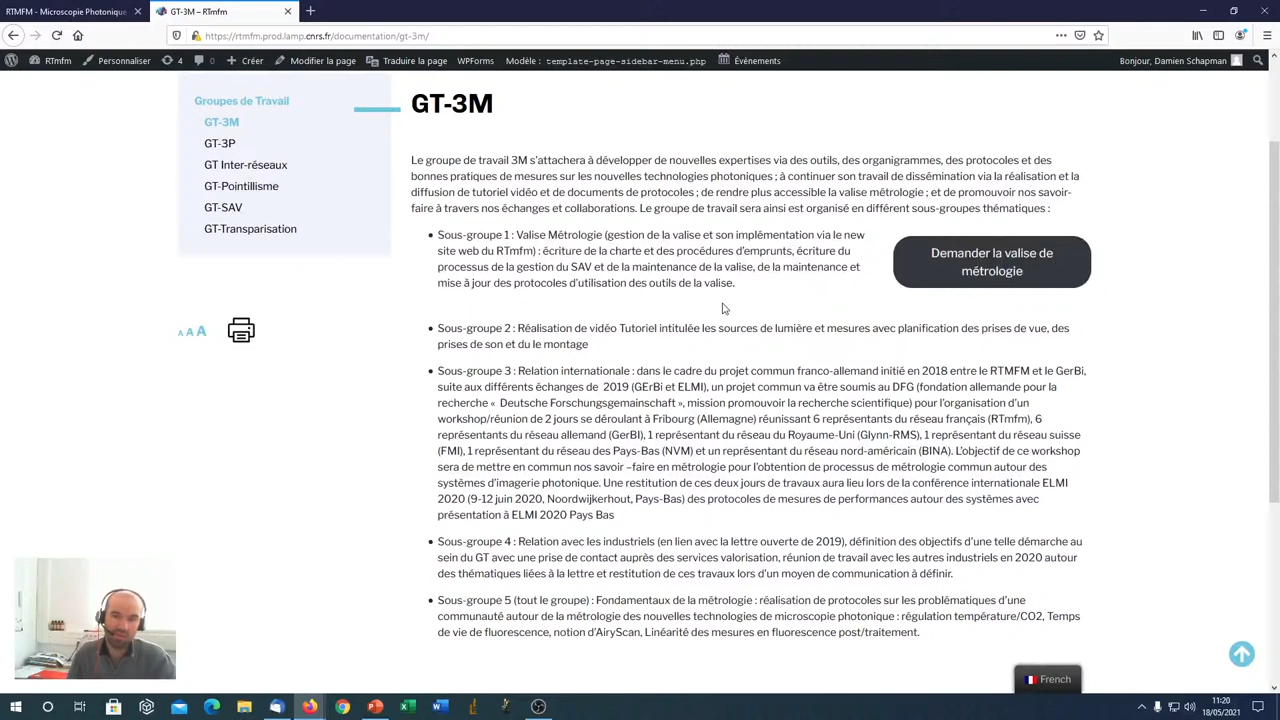 RTMFM - Microscopie Photonique
GT-3M – RTmfm
https://rtmfm.prod.lamp.cnrs.fr/documentation/gt-3m/
RTmfm Personnaliser 4 0 Créer Modifier la page Traduire la page WPForms Modèle : template-page-sidebar-menu.php Évènements Bonjour, Damien Schapman
Groupes de Travail
GT-3M
GT-3P
GT Inter-réseaux
GT-Pointillisme
GT-SAV
GT-Transparisation
A A A
GT-3M
Le groupe de travail 3M s’attachera à développer de nouvelles expertises via des outils, des organigrammes, des protocoles et des
bonnes pratiques de mesures sur les nouvelles technologies photoniques ; à continuer son travail de dissémination via la réalisation et la
diffusion de tutoriel vidéo et de documents de protocoles ; de rendre plus accessible la valise métrologie ; et de promouvoir nos savoir-
faire à travers nos échanges et collaborations. Le groupe de travail sera ainsi est organisé en différent sous-groupes thématiques :
Sous-groupe 1 : Valise Métrologie (gestion de la valise et son implémentation via le new
site web du RTmfm) : écriture de la charte et des procédures d’emprunts, écriture du
processus de la gestion du SAV et de la maintenance de la valise, de la maintenance et
mise à jour des protocoles d’utilisation des outils de la valise.
Demander la valise de
métrologie
Sous-groupe 2 : Réalisation de vidéo Tutoriel intitulée les sources de lumière et mesures avec planification des prises de vue, des
prises de son et du le montage
Sous-groupe 3 : Relation internationale : dans le cadre du projet commun franco-allemand initié en 2018 entre le RTMFM et le GerBi,
suite aux différents échanges de 2019 (GErBi et ELMI), un projet commun va être soumis au DFG (fondation allemande pour la
recherche « Deutsche Forschungsgemeinschaft », mission promouvoir la recherche scientifique) pour l’organisation d’un
workshop/réunion de 2 jours se déroulant à Fribourg (Allemagne) réunissant 6 représentants du réseau français (RTmfm), 6
représentants du réseau allemand (GerBI), 1 représentant du réseau du Royaume-Uni (Glynn-RMS), 1 représentant du réseau suisse
(FMI), 1 représentant du réseau des Pays-Bas (NVM) et un représentant du réseau nord-américain (BINA). L’objectif de ce workshop
sera de mettre en commun nos savoir –faire en métrologie pour l’obtention de processus de métrologie commun autour des
systèmes d’imagerie photonique. Une restitution de ces deux jours de travaux aura lieu lors de la conférence internationale ELMI
2020 (9-12 juin 2020, Noordwijkerhout, Pays-Bas) des protocoles de mesures de performances autour des systèmes avec
présentation à ELMI 2020 Pays Bas
Sous-groupe 4 : Relation avec les industriels (en lien avec la lettre ouverte de 2019), définition des objectifs d’une telle démarche au
sein du GT avec une prise de contact auprès des services valorisation, réunion de travail avec les autres industriels en 2020 autour
des thématiques liées à la lettre et restitution de ces travaux lors d’un moyen de communication à définir.
Sous-groupe 5 (tout le groupe) : Fondamentaux de la métrologie : réalisation de protocoles sur les problématiques d’une
communauté autour de la métrologie des nouvelles technologies de microscopie photonique : régulation température/CO2, Temps
de vie de fluorescence, notion d’AiryScan, Linéarité des mesures en fluorescence post/traitement.
French
11:20
18/05/2021